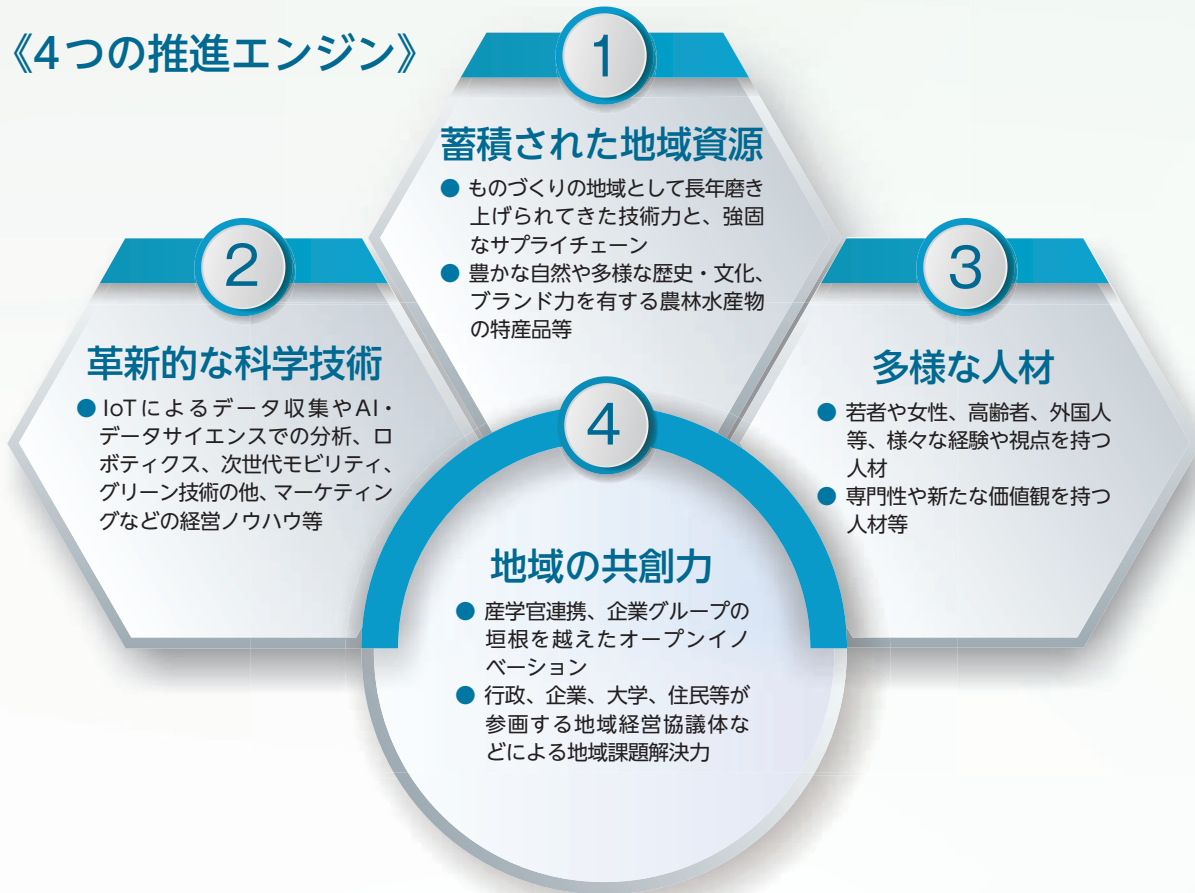 《4つの推進エンジン》
1
蓄積された地域資源
● ものづくりの地域として長年磨き
上げられてきた技術力と、強固
なサプライチェーン
● 豊かな自然や多様な歴史・文化、
ブランド力を有する農林水産物
の特産品等
2
革新的な科学技術
● IoTによるデータ収集やAI・
データサイエンスでの分析、ロ
ボティクス、次世代モビリティ、
グリーン技術の他、マーケティン
グなどの経営ノウハウ等
3
多様な人材
● 若者や女性、高齢者、外国人
等、様々な経験や視点を持つ
人材
● 専門性や新たな価値観を持つ
人材等
4
地域の共創力
● 産学官連携、企業グループの
垣根を越えたオープンイノ
ベーション
● 行政、企業、大学、住民等が
参画する地域経営協議体な
どによる地域課題解決力